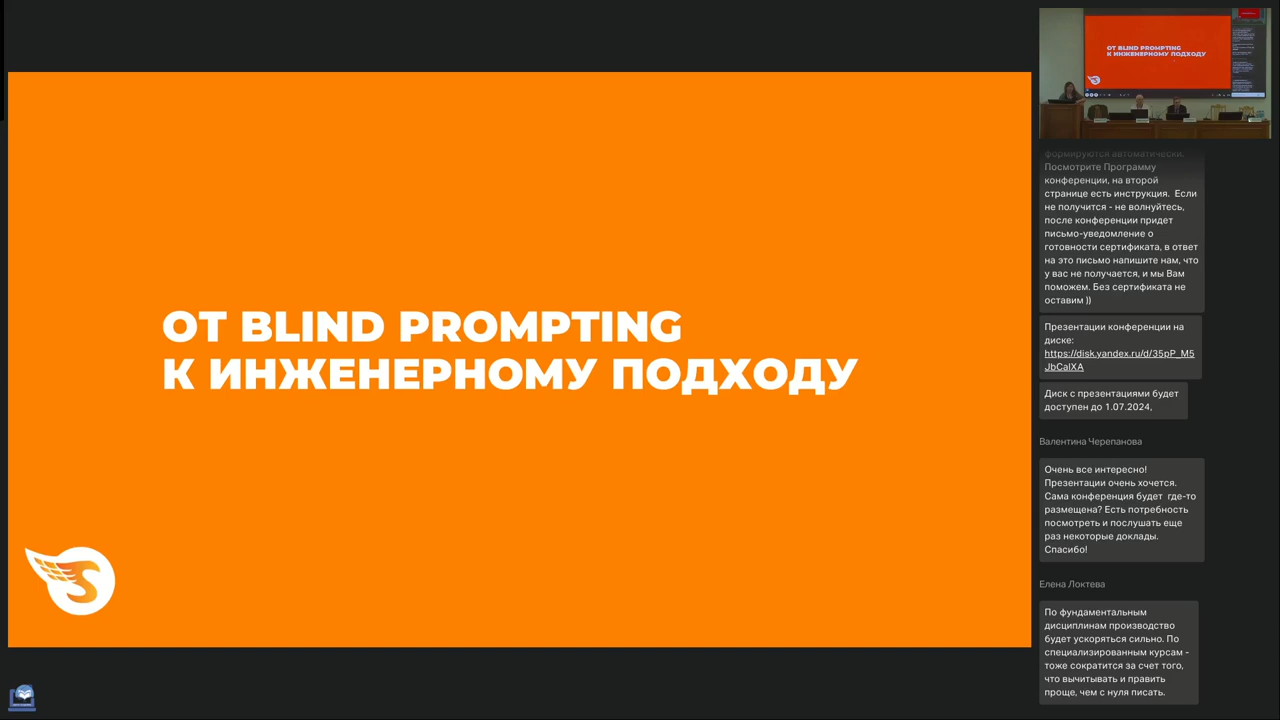 ОТ BLIND PROMPTING
К ИНЖЕНЕРНОМУ ПОДХОДУ
ОТ BLIND PROMPTING
К ИНЖЕНЕРНОМУ ПОДХОДУ
формируются автоматически.
Посмотрите Программу
конференции, на второй
странице есть инструкция. Если
не получится - не волнуйтесь,
после конференции придет
письмо-уведомление о
готовности сертификата, в ответ
на это письмо напишите нам, что
у вас не получается, и мы Вам
поможем. Без сертификата не
оставим ))
Презентации конференции на
диске:
https://disk.yandex.ru/d/35pP_M5
JbCalXA
Диск с презентациями будет
доступен до 1.07.2024,
Валентина Черепанова
Очень все интересно!
Презентации очень хочется.
Сама конференция будет где-то
размещена? Есть потребность
посмотреть и послушать еще
раз некоторые доклады.
Спасибо!
Елена Локтева
По фундаментальным
дисциплинам производство
будет ускоряться сильно. По
специализированным курсам -
тоже сократится за счет того,
что вычитывать и править
проще, чем с нуля писать.